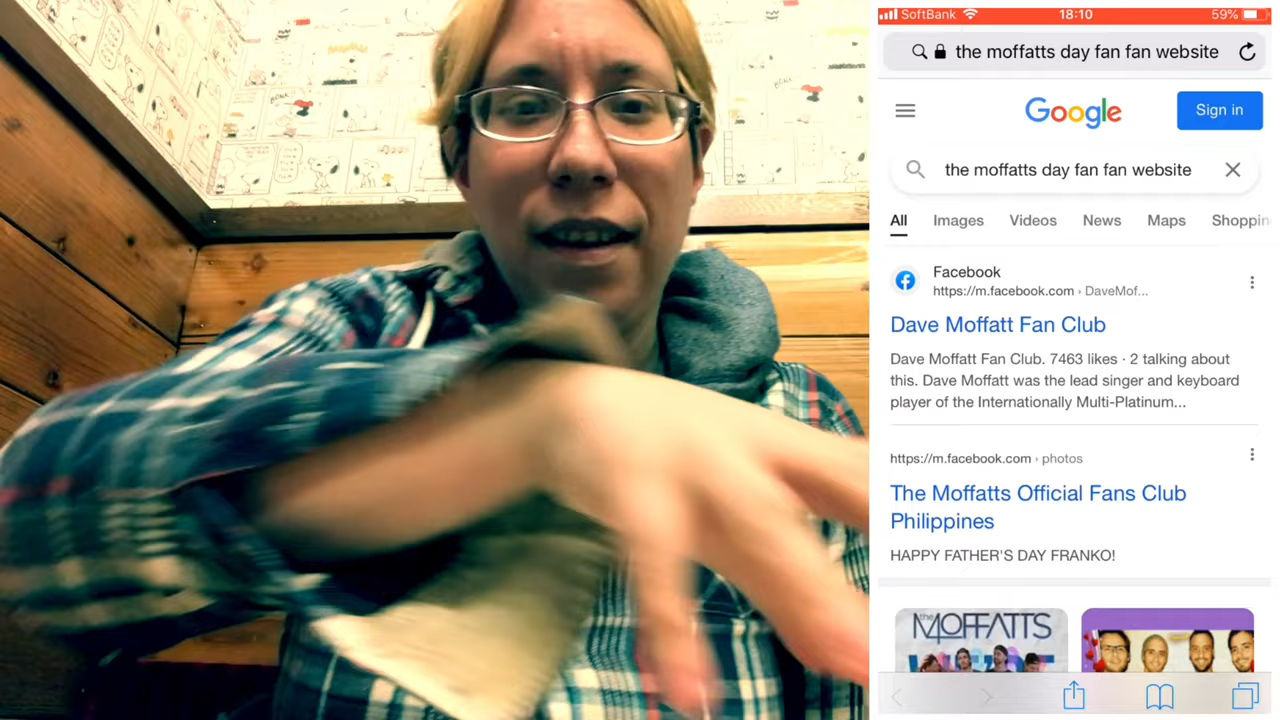 SoftBank 18:10 59%
the moffatts day fan fan website
Google
Sign in
the moffatts day fan fan website
All Images Videos News Maps Shoppin
Facebook
https://m.facebook.com › DaveMof...
Dave Moffatt Fan Club
Dave Moffatt Fan Club. 7463 likes · 2 talking about
this. Dave Moffatt was the lead singer and keyboard
player of the Internationally Multi-Platinum...
https://m.facebook.com › photos
The Moffatts Official Fans Club
Philippines
HAPPY FATHER'S DAY FRANKO!
the
MOFFATTS